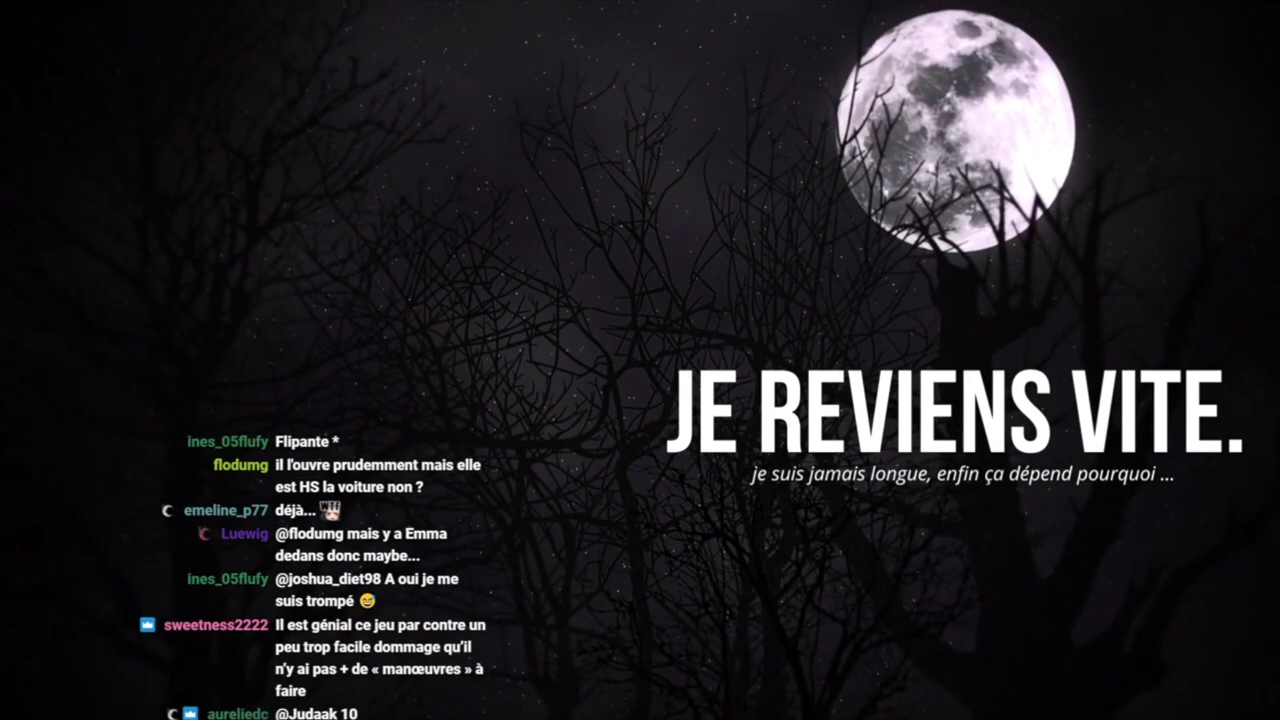 JE REVIENS VITE.
je suis jamais longue, enfin ça dépend pourquoi ...
ines_05flufy Flipante *
flodumg il l'ouvre prudemment mais elle
est HS la voiture non ?
emeline_p77 déjà...
Luewig @flodumg mais y a Emma
dedans donc maybe...
ines_05flufy @joshua_diet98 A oui je me
suis trompé 😅
sweetness2222 Il est génial ce jeu par contre un
peu trop facile dommage qu'il
n'y ai pas + de « manœuvres » à
faire
aureliedc @Judaak 10